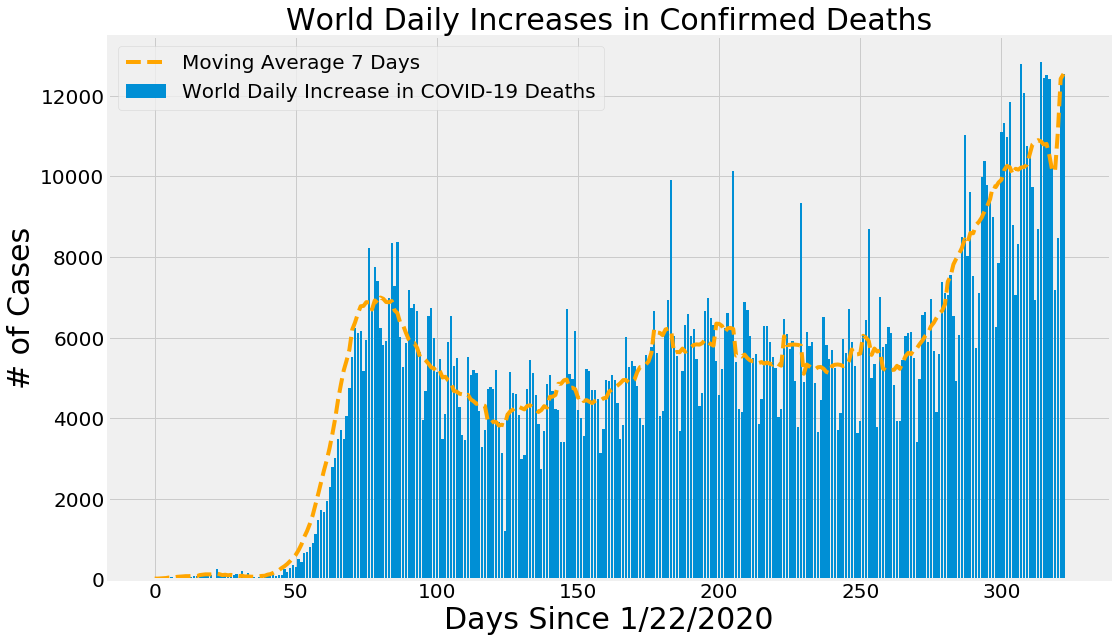 World Daily Increases in Confirmed Deaths
Moving Average 7 Days
World Daily Increase in COVID-19 Deaths
# of Cases
12000
10000
8000
6000
4000
2000
0
0 50 100 150 200 250 300
Days Since 1/22/2020